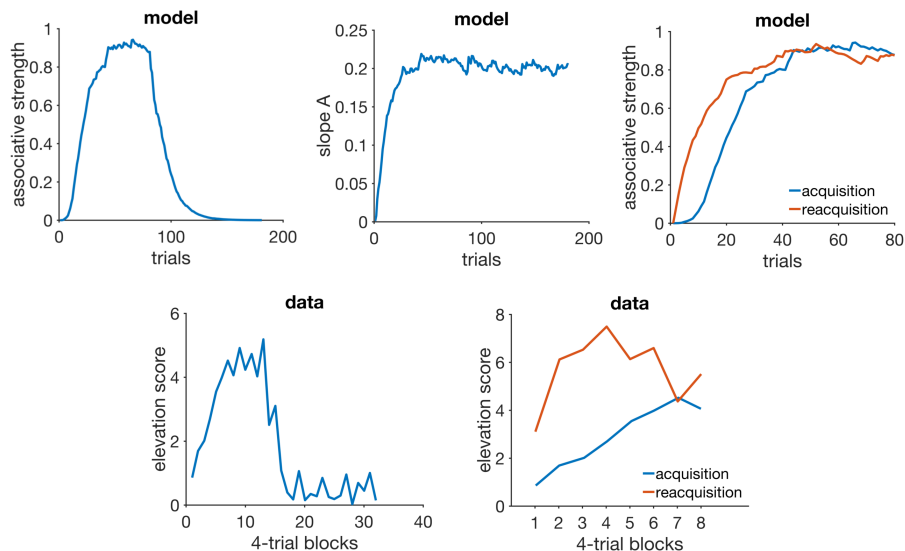 model
associative strength
1
0.8
0.6
0.4
0.2
0
0 100 200
trials
model
slope A
0.25
0.2
0.15
0.1
0.05
0
0 100 200
trials
model
associative strength
1
0.8
0.6
0.4
0.2
0
acquisition
reacquisition
0 20 40 60 80
trials
data
elevation score
6
4
2
0
0 10 20 30 40
4-trial blocks
data
elevation score
8
6
4
2
0
acquisition
reacquisition
1 2 3 4 5 6 7 8
4-trial blocks